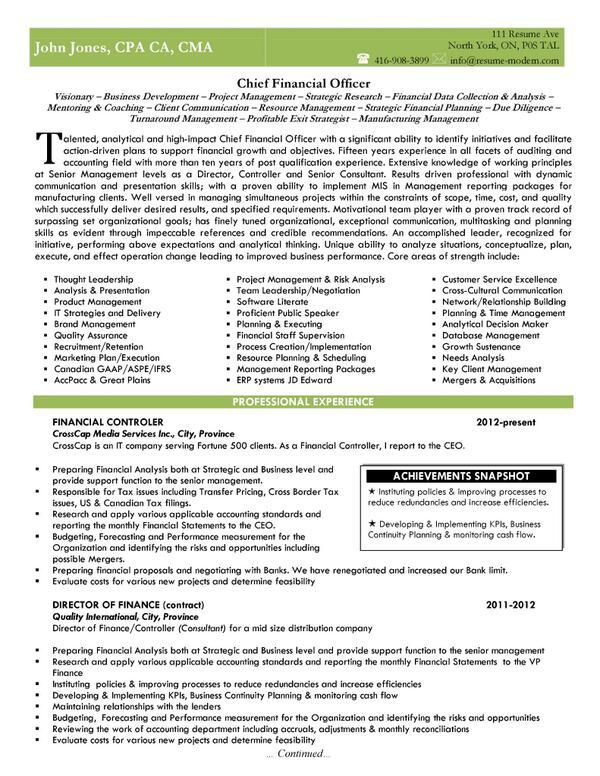 John Jones, CPA CA, CMA
111 Resume Ave
North York, ON, P0S TAL
416-908-3899 info@resume-modem.com
Chief Financial Officer
Visionary – Business Development – Project Management – Strategic Research – Financial Data Collection & Analysis –
Mentoring & Coaching – Client Communication – Resource Management – Strategic Financial Planning – Due Diligence –
Turnaround Management – Profitable Exit Strategist – Manufacturing Management
Talented, analytical and high-impact Chief Financial Officer with a significant ability to identify initiatives and facilitate
action-driven plans to support financial growth and objectives. Fifteen years experience in all facets of auditing and
accounting field with more than ten years of post qualification experience. Extensive knowledge of working principles
at Senior Management levels as a Director, Controller and Senior Consultant. Results driven professional with dynamic
communication and presentation skills; with a proven ability to implement MIS in Management reporting packages for
manufacturing clients. Well versed in managing simultaneous projects within the constraints of scope, time, cost, and quality
which successfully deliver desired results, and specified requirements. Motivational team player with a proven track record of
surpassing set organizational goals; has finely tuned organizational, exceptional communication, multitasking and planning
skills as evident through impeccable references and credible recommendations. An accomplished leader, recognized for
initiative, performing above expectations and analytical thinking. Unique ability to analyze situations, conceptualize, plan,
execute, and effect operation change leading to improved business performance. Core areas of strength include:
▪ Thought Leadership
▪ Analysis & Presentation
▪ Product Management
▪ IT Strategies and Delivery
▪ Brand Management
▪ Quality Assurance
▪ Recruitment/Retention
▪ Marketing Plan/Execution
▪ Canadian GAAP/ASPE/IFRS
▪ AccPacc & Great Plains
▪ Project Management & Risk Analysis
▪ Team Leadership/Negotiation
▪ Software Literate
▪ Proficient Public Speaker
▪ Planning & Executing
▪ Financial Staff Supervision
▪ Process Creation/Implementation
▪ Resource Planning & Scheduling
▪ Management Reporting Packages
▪ ERP systems JD Edward
▪ Customer Service Excellence
▪ Cross-Cultural Communication
▪ Network/Relationship Building
▪ Planning & Time Management
▪ Analytical Decision Maker
▪ Database Management
▪ Growth Sustenance
▪ Needs Analysis
▪ Key Client Management
▪ Mergers & Acquisitions
PROFESSIONAL EXPERIENCE
FINANCIAL CONTROLER 2012-present
CrossCap Media Services Inc., City, Province
CrossCap is an IT company serving Fortune 500 clients. As a Financial Controller, I report to the CEO.
▪ Preparing Financial Analysis both at Strategic and Business level and
provide support function to the senior management.
▪ Responsible for Tax issues including Transfer Pricing, Cross Border Tax
issues, US & Canadian Tax filings.
▪ Research and apply various applicable accounting standards and
reporting the monthly Financial Statements to the CEO.
▪ Budgeting, Forecasting and Performance measurement for the
Organization and identifying the risks and opportunities including
possible Mergers.
▪ Preparing financial proposals and negotiating with Banks. We have renegotiated and increased our Bank limit.
▪ Evaluate costs for various new projects and determine feasibility
ACHIEVEMENTS SNAPSHOT
★ Instituting policies & improving processes to
reduce redundancies and increase efficiencies.
★ Developing & Implementing KPIs, Business
Continuity Planning & monitoring cash flow.
DIRECTOR OF FINANCE (contract) 2011-2012
Quality International, City, Province
Director of Finance/Controller (Consultant) for a mid size distribution company
▪ Preparing Financial Analysis both at Strategic and Business level and provide support function to the senior management
▪ Research and apply various applicable accounting standards and reporting the monthly Financial Statements to the VP
Finance
▪ Instituting policies & improving processes to reduce redundancies and increase efficiencies
▪ Developing & Implementing KPIs, Business Continuity Planning & monitoring cash flow
▪ Maintaining relationships with the lenders
▪ Budgeting, Forecasting and Performance measurement for the Organization and identifying the risks and opportunities
▪ Reviewing the work of accounting department including accruals, adjustments & monthly reconciliations
▪ Evaluate costs for various new projects and determine feasibility
... Continued...